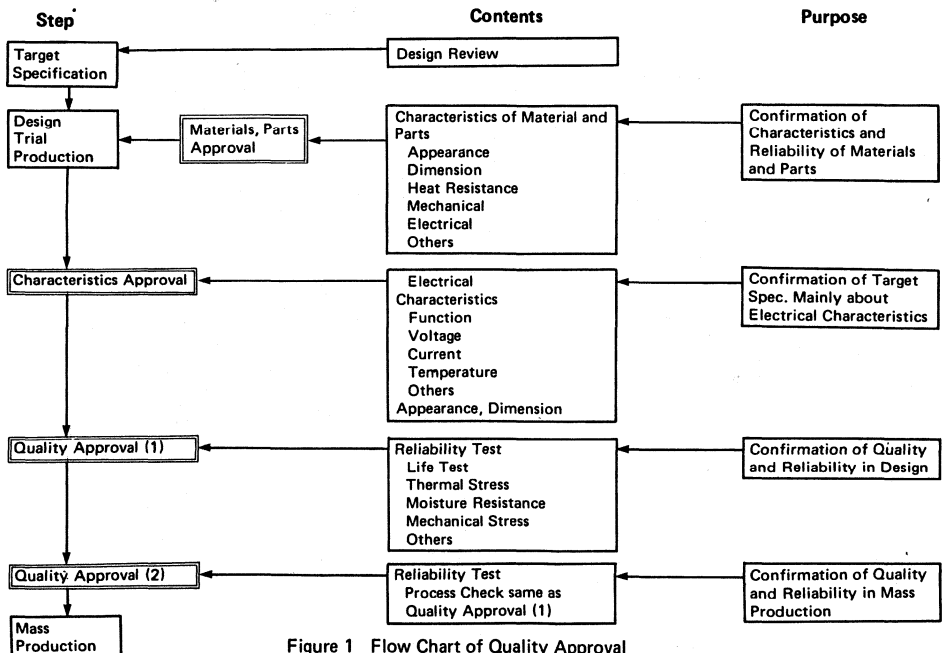 Step
Contents
Purpose
Target
Specification
Design Review
Design
Trial
Production
Materials, Parts
Approval
Characteristics of Material and
Parts
Appearance
Dimension
Heat Resistance
Mechanical
Electrical
Others
Confirmation of
Characteristics and
Reliability of Materials
and Parts
Characteristics Approval
Electrical
Characteristics
Function
Voltage
Current
Temperature
Others
Appearance, Dimension
Confirmation of Target
Spec. Mainly about
Electrical Characteristics
Quality Approval (1)
Reliability Test
Life Test
Thermal Stress
Moisture Resistance
Mechanical Stress
Others
Confirmation of Quality
and Reliability in Design
Quality Approval (2)
Reliability Test
Process Check same as
Quality Approval (1)
Confirmation of Quality
and Reliability in Mass
Production
Mass
Production
Figure 1 Flow Chart of Quality Approval